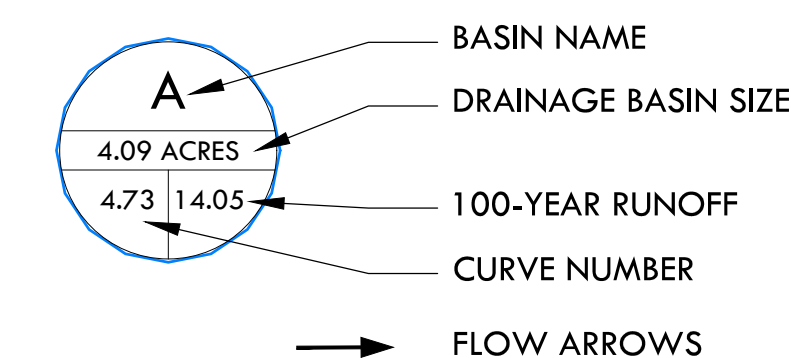 BASIN NAME
A
DRAINAGE BASIN SIZE
4.09 ACRES
4.73 14.05
100-YEAR RUNOFF
CURVE NUMBER
FLOW ARROWS